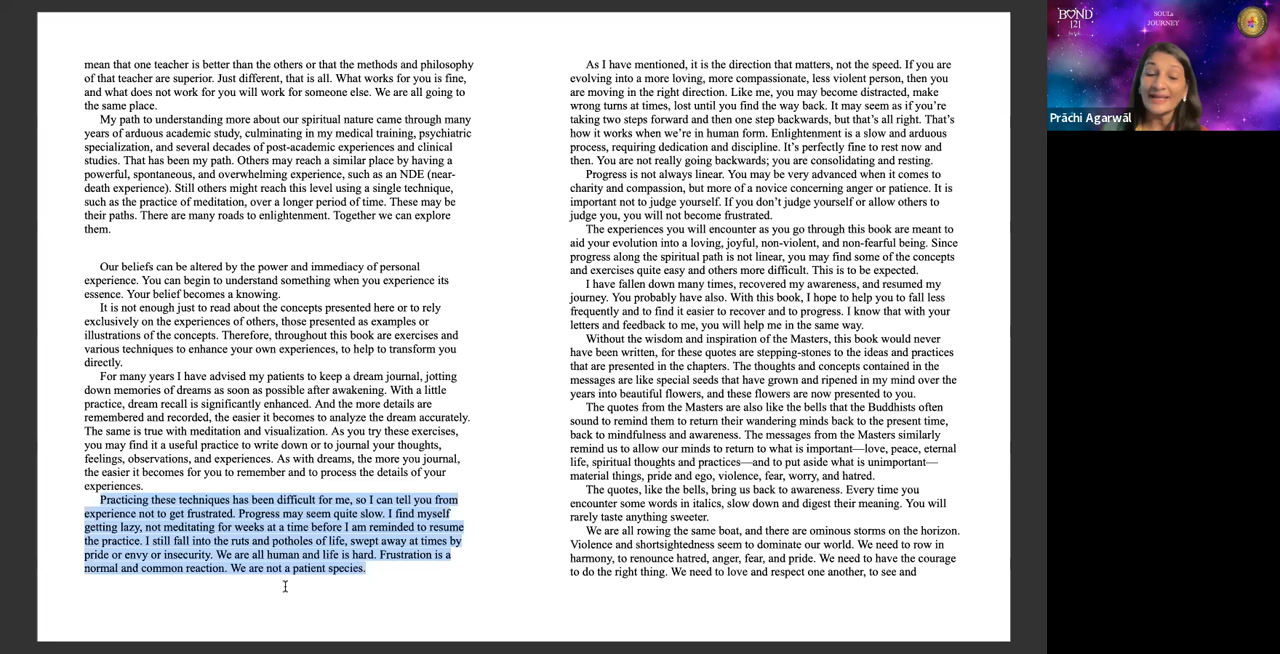 mean that one teacher is better than the others or that the methods and philosophy
of that teacher are superior. Just different, that is all. What works for you is fine,
and what does not work for you will work for someone else. We are all going to
the same place.
My path to understanding more about our spiritual nature came through many
years of arduous academic study, culminating in my medical training, psychiatric
specialization, and several decades of post-academic experiences and clinical
studies. That has been my path. Others may reach a similar place by having a
powerful, spontaneous, and overwhelming experience, such as an NDE (near-
death experience). Still others might reach this level using a single technique,
such as the practice of meditation, over a longer period of time. These may be
their paths. There are many roads to enlightenment. Together we can explore
them.
Our beliefs can be altered by the power and immediacy of personal
experience. You can begin to understand something when you experience its
essence. Your belief becomes a knowing.
It is not enough just to read about the concepts presented here or to rely
exclusively on the experiences of others, those presented as examples or
illustrations of the concepts. Therefore, throughout this book are exercises and
various techniques to enhance your own experiences, to help to transform you
directly.
For many years I have advised my patients to keep a dream journal, jotting
down memories of dreams as soon as possible after awakening. With a little
practice, dream recall is significantly enhanced. And the more details are
remembered and recorded, the easier it becomes to analyze the dream accurately.
The same is true with meditation and visualization. As you try these exercises,
you may find it a useful practice to write down or to journal your thoughts,
feelings, observations, and experiences. As with dreams, the more you journal,
the easier it becomes for you to remember and to process the details of your
experiences.
Practicing these techniques has been difficult for me, so I can tell you from
experience not to get frustrated. Progress may seem quite slow. I find myself
getting lazy, not meditating for weeks at a time before I am reminded to resume
the practice. I still fall into the ruts and potholes of life, swept away at times by
pride or envy or insecurity. We are all human and life is hard. Frustration is a
normal and common reaction. We are not a patient species.
As I have mentioned, it is the direction that matters, not the speed. If you are
evolving into a more loving, more compassionate, less violent person, then you
are moving in the right direction. Like me, you may become distracted, make
wrong turns at times, lost until you find the way back. It may seem as if you're
taking two steps forward and then one step backwards, but that's all right. That's
how it works when we're in human form. Enlightenment is a slow and arduous
process, requiring dedication and discipline. It's perfectly fine to rest now and
then. You are not really going backwards; you are consolidating and resting.
Progress is not always linear. You may be very advanced when it comes to
charity and compassion, but more of a novice concerning anger or patience. It is
important not to judge yourself. If you don't judge yourself or allow others to
judge you, you will not become frustrated.
The experiences you will encounter as you go through this book are meant to
aid your evolution into a loving, joyful, non-violent, and non-fearful being. Since
progress along the spiritual path is not linear, you may find some of the concepts
and exercises quite easy and others more difficult. This is to be expected.
I have fallen down many times, recovered my awareness, and resumed my
journey. You probably have also. With this book, I hope to help you to fall less
frequently and to find it easier to recover and to progress. I know that with your
letters and feedback to me, you will help me in the same way.
Without the wisdom and inspiration of the Masters, this book would never
have been written, for these quotes are stepping-stones to the ideas and practices
that are presented in the chapters. The thoughts and concepts contained in the
messages are like special seeds that have grown and ripened in my mind over the
years into beautiful flowers, and these flowers are now presented to you.
The quotes from the Masters are also like the bells that the Buddhists often
sound to remind them to return their wandering minds back to the present time,
back to mindfulness and awareness. The messages from the Masters similarly
remind us to allow our minds to return to what is important—love, peace, eternal
life, spiritual thoughts and practices—and to put aside what is unimportant—
material things, pride and ego, violence, fear, worry, and hatred.
The quotes, like the bells, bring us back to awareness. Every time you
encounter some words in italics, slow down and digest their meaning. You will
rarely taste anything sweeter.
We are all rowing the same boat, and there are ominous storms on the horizon.
Violence and shortsightedness seem to dominate our world. We need to row in
harmony, to renounce hatred, anger, fear, and pride. We need to have the courage
to do the right thing. We need to love and respect one another, to see and
BOND
121
SOULs
JOURNEY
Prāchi Agarwāl